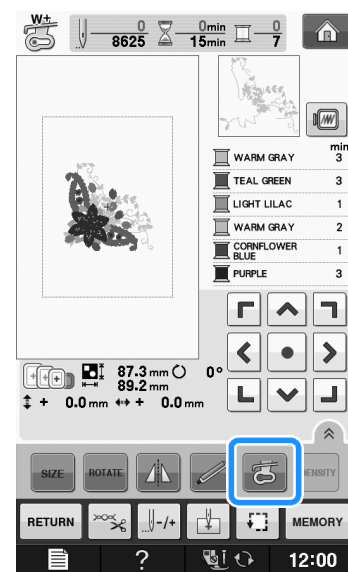 W+
0
8625
0min
15min
0
7
min
WARM GRAY 3
TEAL GREEN 3
LIGHT LILAC 1
WARM GRAY 2
CORNFLOWER
BLUE 1
PURPLE 3
87.3 mm 0°
89.2 mm
+ 0.0 mm + 0.0 mm
SIZE ROTATE DENSITY
RETURN -/+ MEMORY
? 12:00